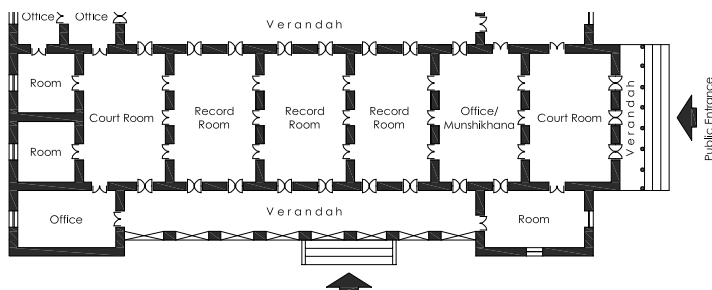 Office
Office
Verandah
Room
Court Room
Record
Room
Record
Room
Record
Room
Office/
Munshikhana
Court Room
Verandah
Public Entrance
Room
Office
Verandah
Room